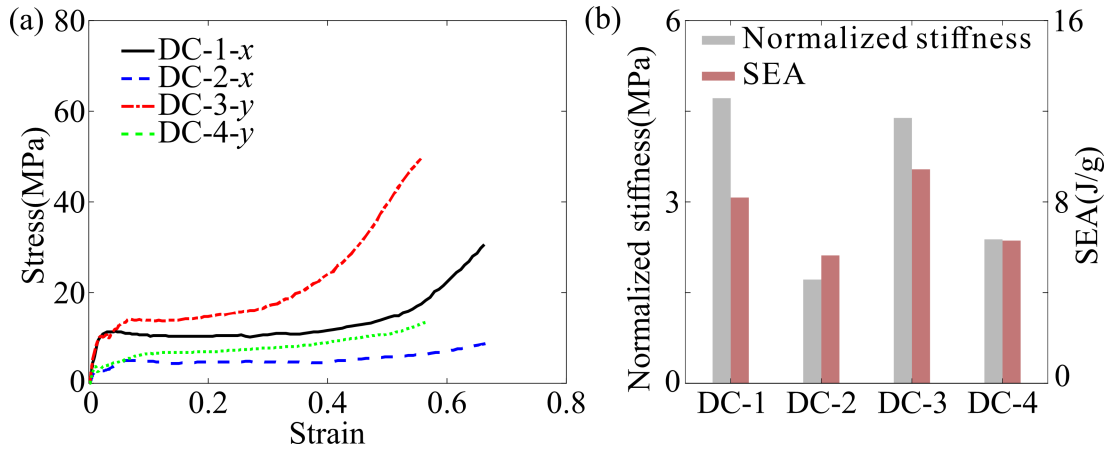 (a)
80
60
40
20
0
Stress(MPa)
DC-1-x
DC-2-x
DC-3-y
DC-4-y
0 0.2 0.4 0.6 0.8
Strain
(b)
6
3
0
Normalized stiffness(MPa)
Normalized stiffness
SEA
16
8
0
SEA(J/g)
DC-1 DC-2 DC-3 DC-4